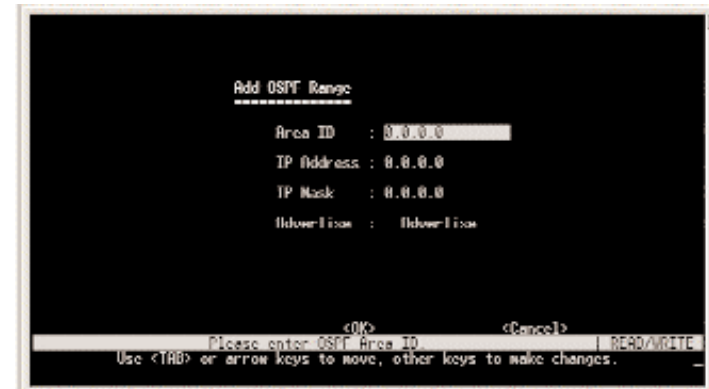 Add OSPF Range
Area ID : 0.0.0.0
IP Address : 0.0.0.0
IP Mask : 0.0.0.0
Advertise : Advertise
<OK> <Cancel>
Please enter OSPF Area ID. READ/WRITE
Use <TAB> or arrow keys to move, other keys to make changes.